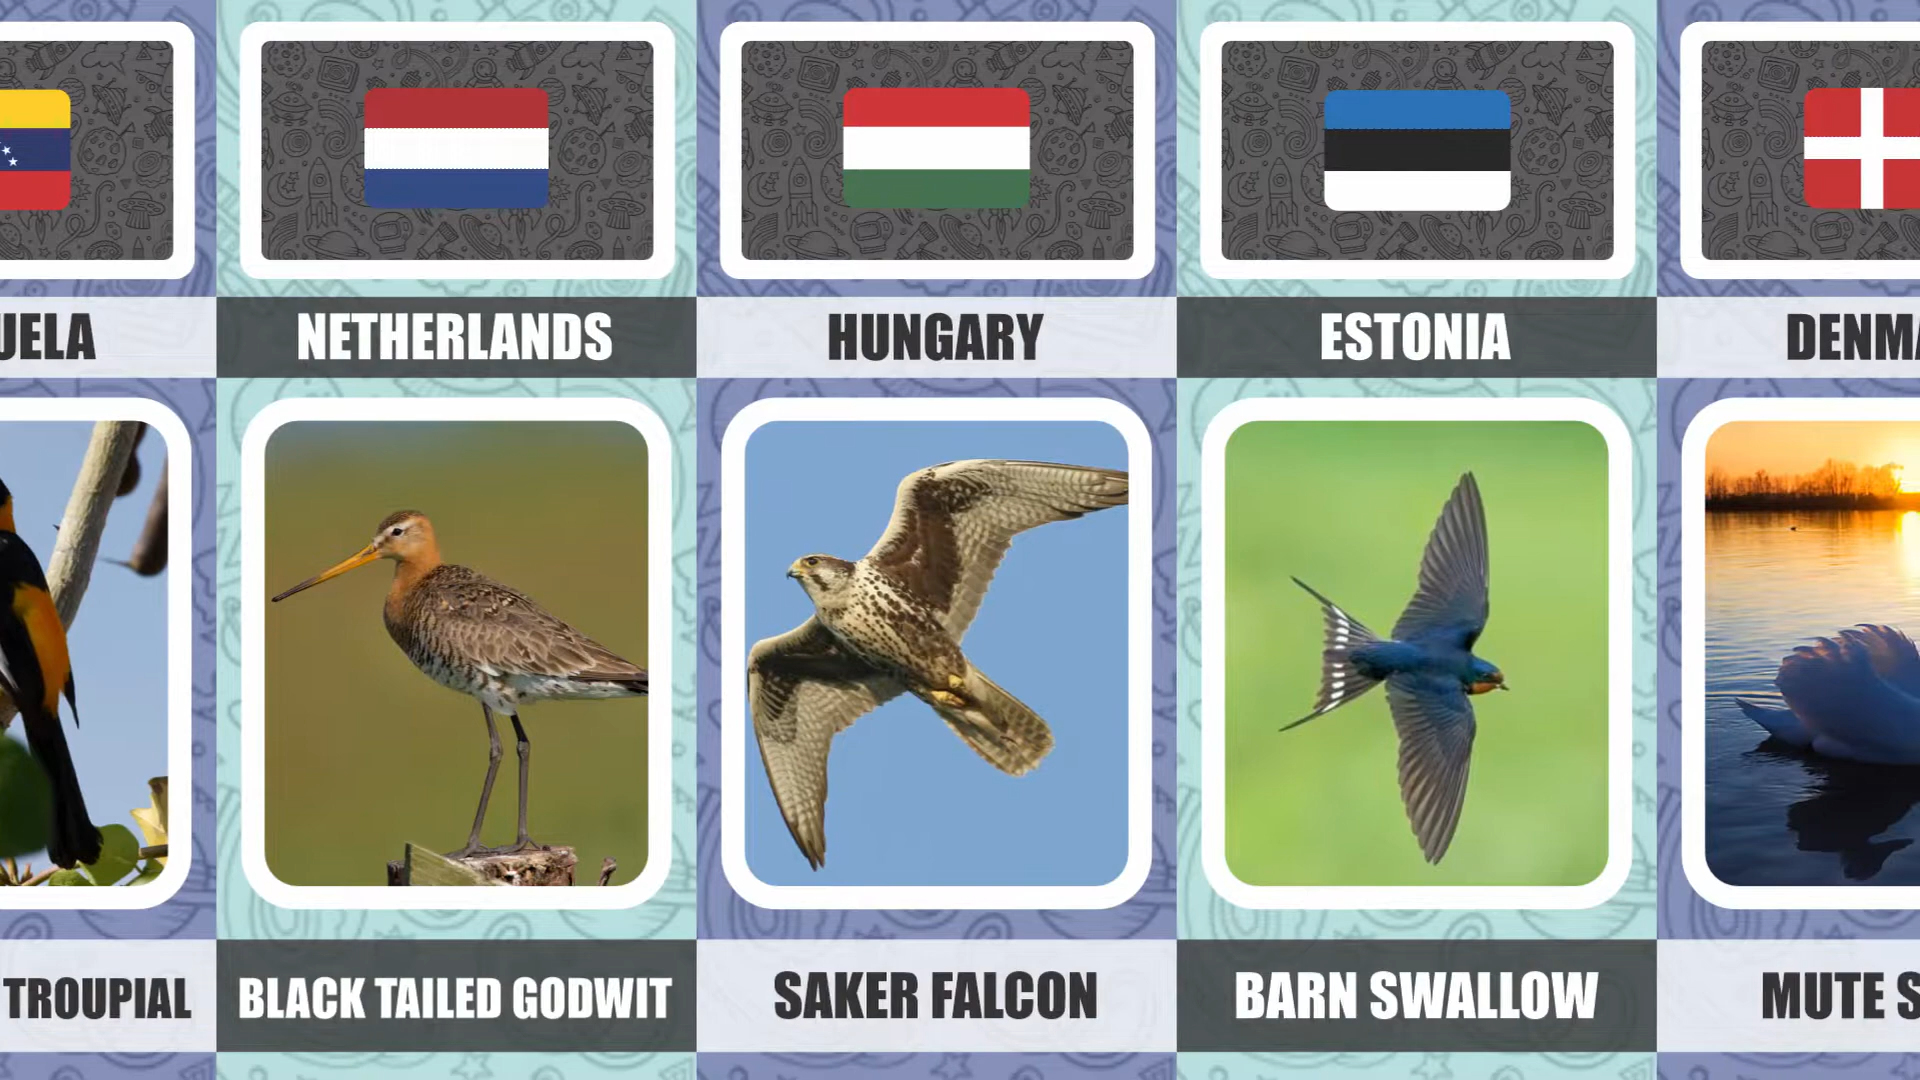 UELA
NETHERLANDS
HUNGARY
ESTONIA
DENMA
TROUPIAL
BLACK TAILED GODWIT
SAKER FALCON
BARN SWALLOW
MUTE S